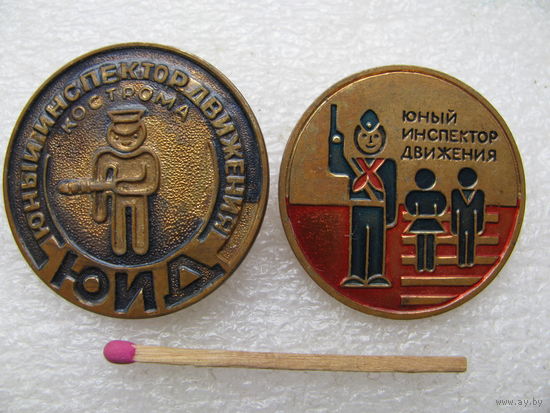 ЮНЫЙ ИНСПЕКТОР ДВИЖЕНИЯ
КОСТРОМА
ЮИД
ЮНЫЙ
ИНСПЕКТОР
ДВИЖЕНИЯ
www.ay.by